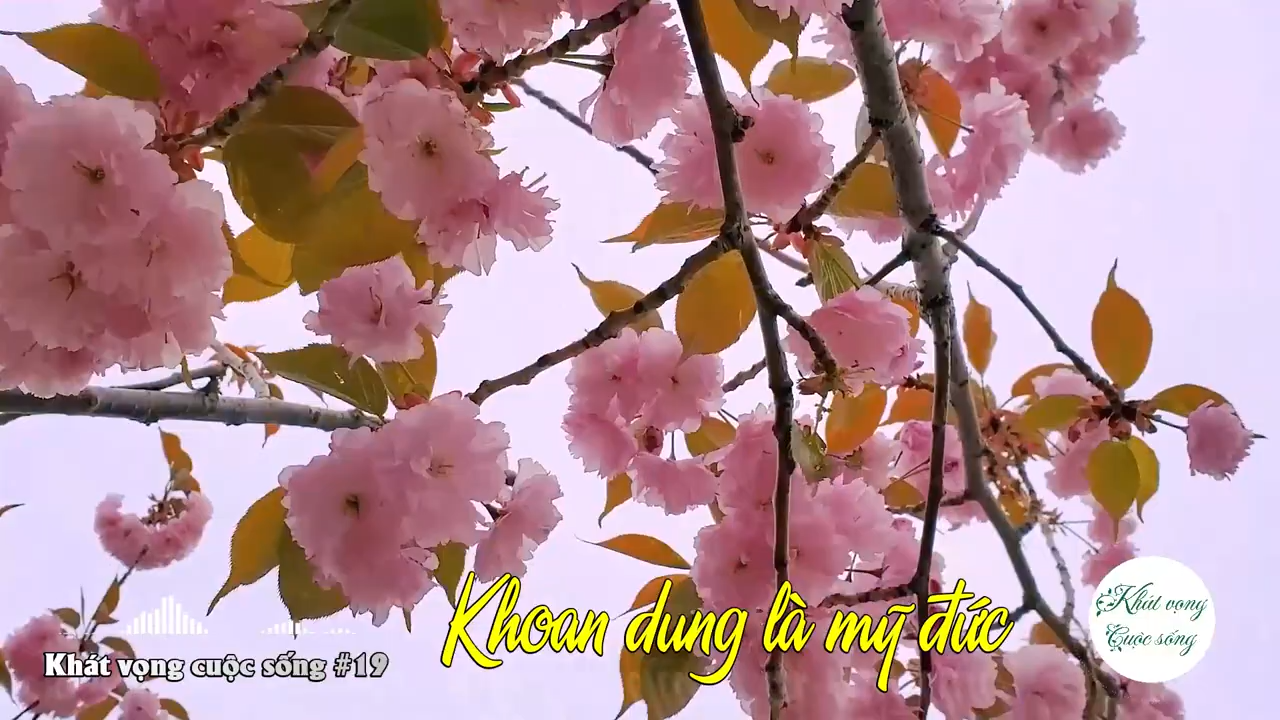 Khoan dung là mỹ đức
Khát vọng cuộc sống #19
Khát vọng
Cuộc sống